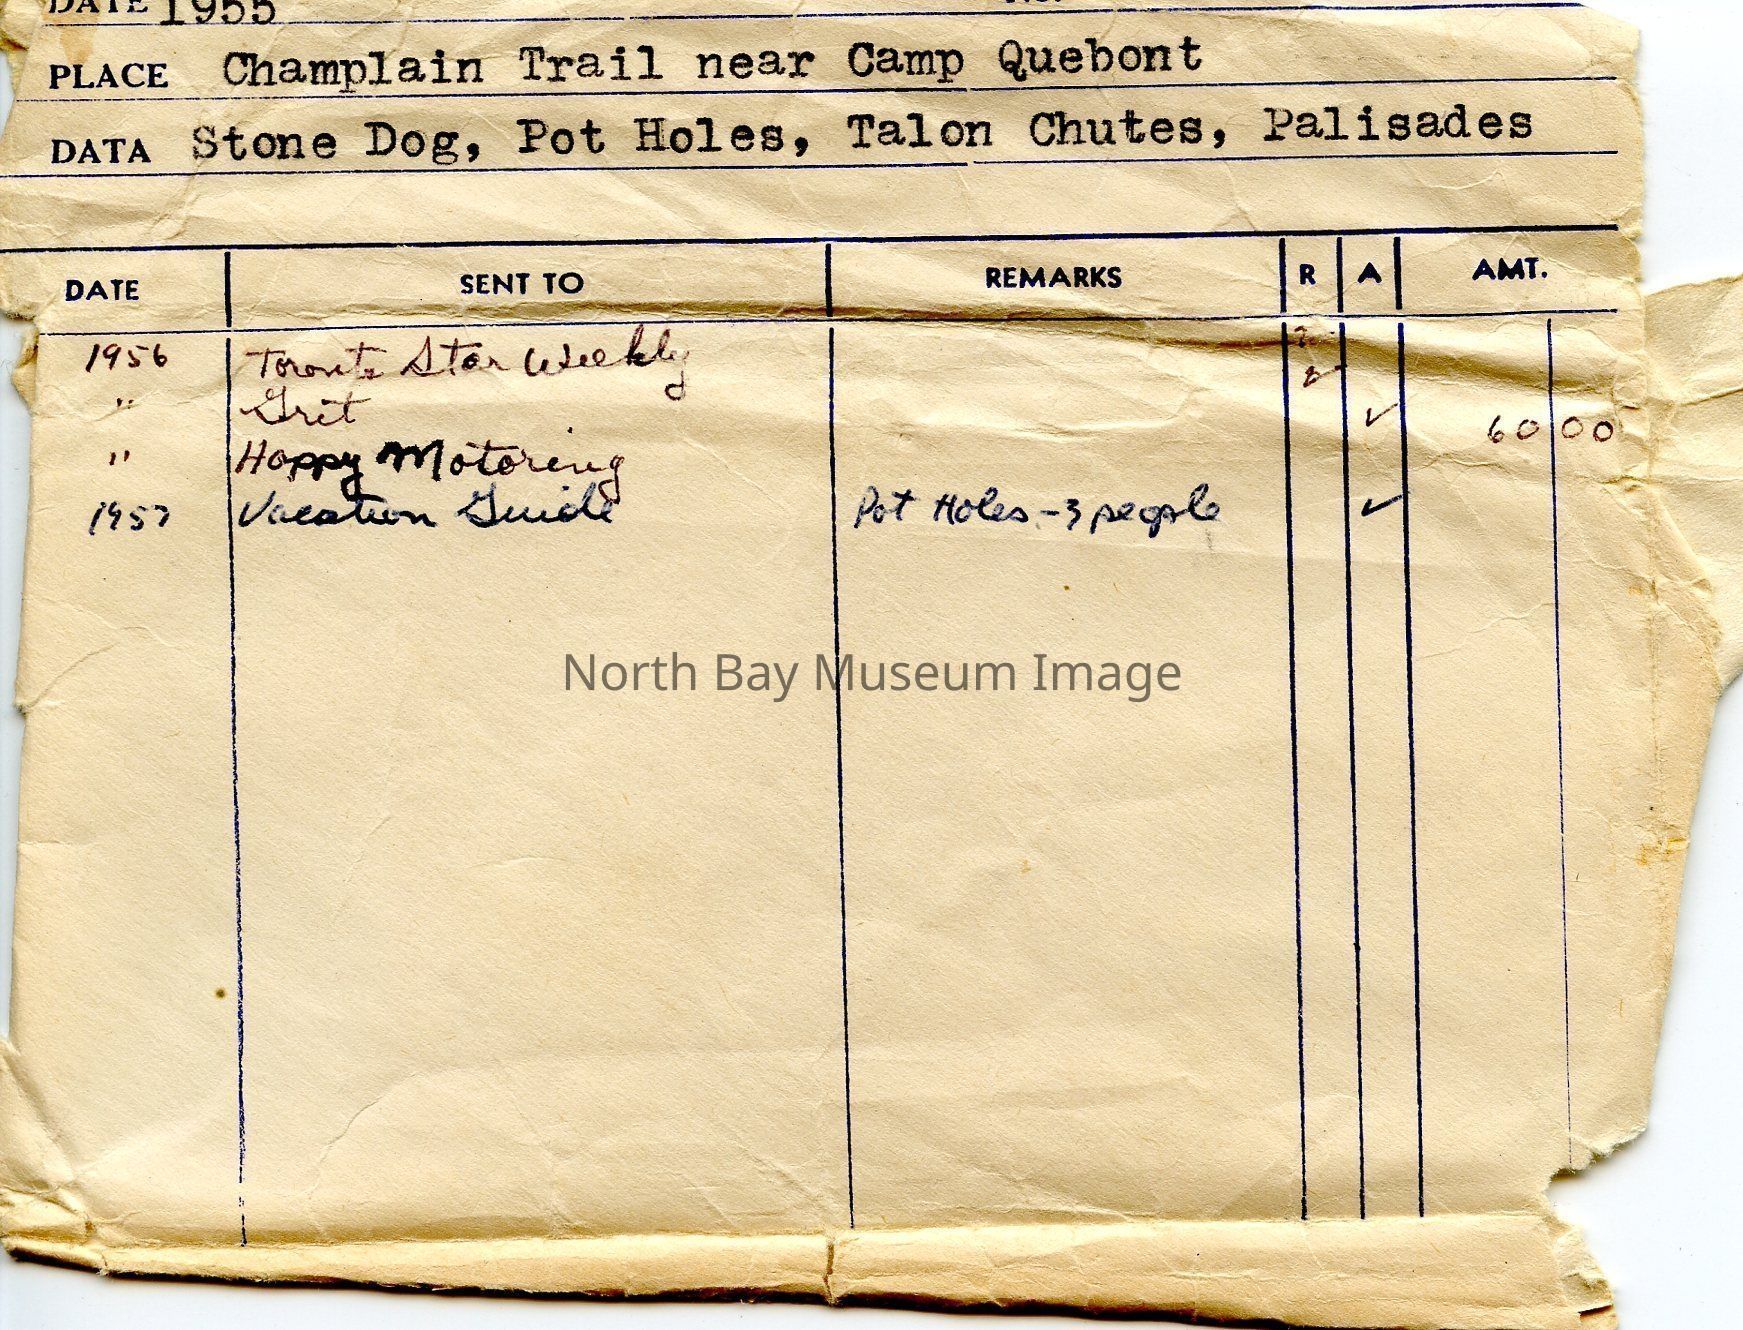 DATE 1955
PLACE Champlain Trail near Camp Quebont
DATA Stone Dog, Pot Holes, Talon Chutes, Palisades
DATE SENT TO REMARKS R A AMT.
1956 Toronto Star Weekly
" Grit ✓ 60 00
" Happy Motoring
1957 Vacation Guide Pot Holes - 3 people ✓
North Bay Museum Image